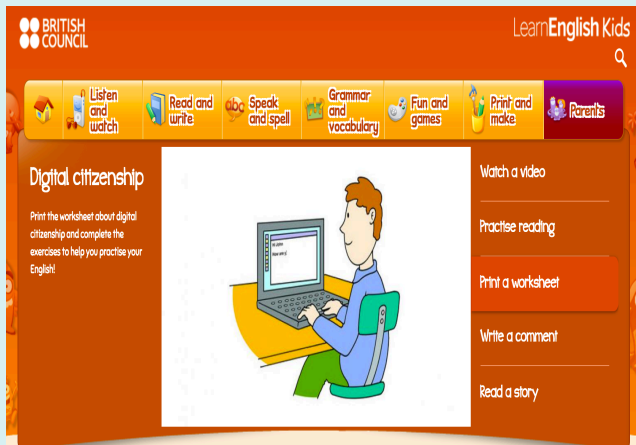 BRITISH
COUNCIL
LearnEnglish Kids
Listen
and
watch
Read and
write
abc
Speak
and spell
Grammar
and
vocabulary
Fun and
games
Print and
make
Parents
Digital citizenship
Print the worksheet about digital
citizenship and complete the
exercises to help you practise your
English!
Watch a video
Practise reading
Print a worksheet
Write a comment
Read a story